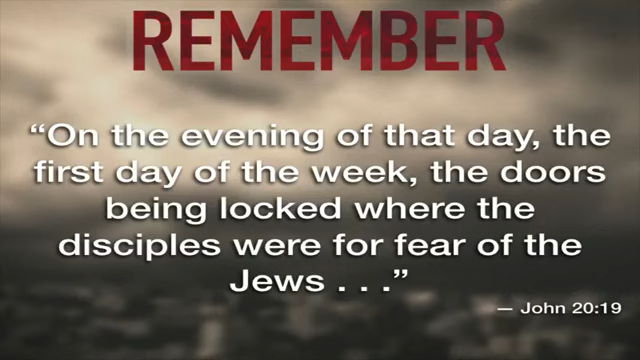 REMEMBER
“On the evening of that day, the
first day of the week, the doors
being locked where the
disciples were for fear of the
Jews . . .”
— John 20:19